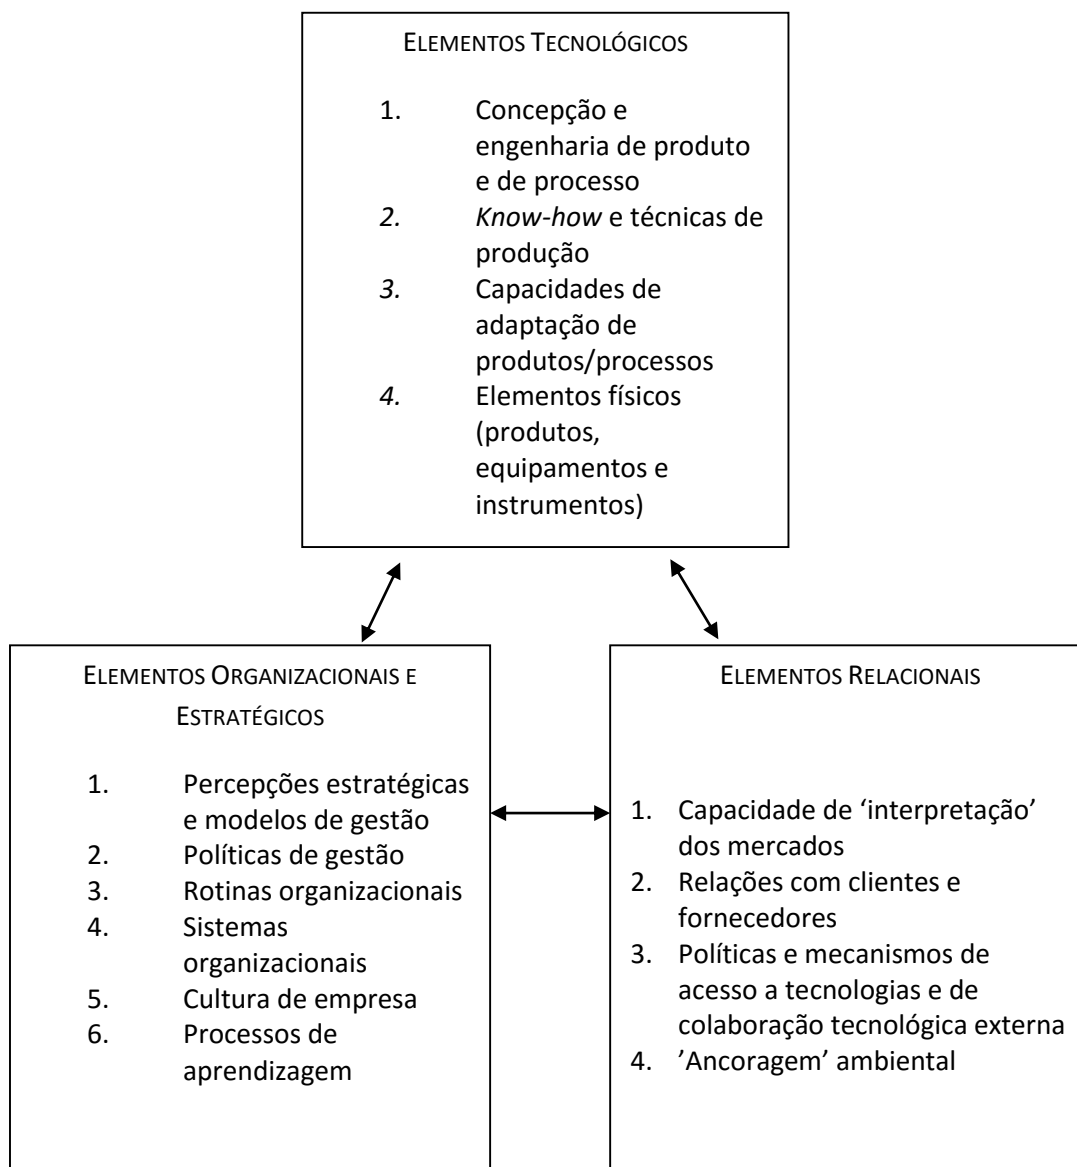 ELEMENTOS TECNOLÓGICOS
1. Concepção e
engenharia de produto
e de processo
2. Know-how e técnicas de
produção
3. Capacidades de
adaptação de
produtos/processos
4. Elementos físicos
(produtos,
equipamentos e
instrumentos)
ELEMENTOS ORGANIZACIONAIS E
ESTRATÉGICOS
1. Percepções estratégicas
e modelos de gestão
2. Políticas de gestão
3. Rotinas organizacionais
4. Sistemas
organizacionais
5. Cultura de empresa
6. Processos de
aprendizagem
ELEMENTOS RELACIONAIS
1. Capacidade de ‘interpretação’
dos mercados
2. Relações com clientes e
fornecedores
3. Políticas e mecanismos de
acesso a tecnologias e de
colaboração tecnológica externa
4. ’Ancoragem’ ambiental